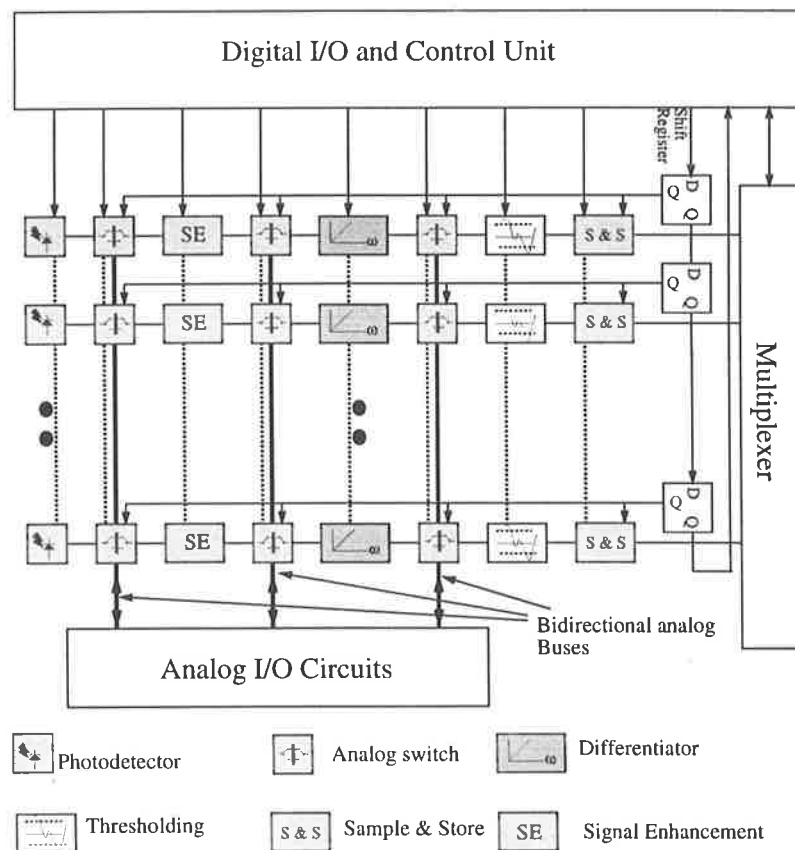 Digital I/O and Control Unit
Shift
Register
D
Q
Q
SE
ω
S & S
D
Q
Q
SE
ω
S & S
Multiplexer
D
Q
Q
SE
ω
S & S
Bidirectional analog
Buses
Analog I/O Circuits
Photodetector
Analog switch
ω
Differentiator
Thresholding
S & S
Sample & Store
SE
Signal Enhancement